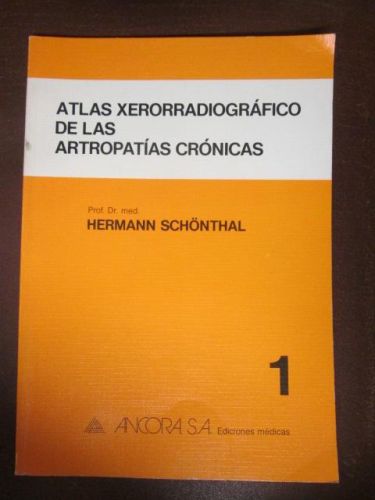 ATLAS XERORRADIOGRÁFICO
DE LAS
ARTROPATÍAS CRÓNICAS
Prof. Dr. med.
HERMANN SCHÖNTHAL
1
ANCORA, S.A. Ediciones médicas